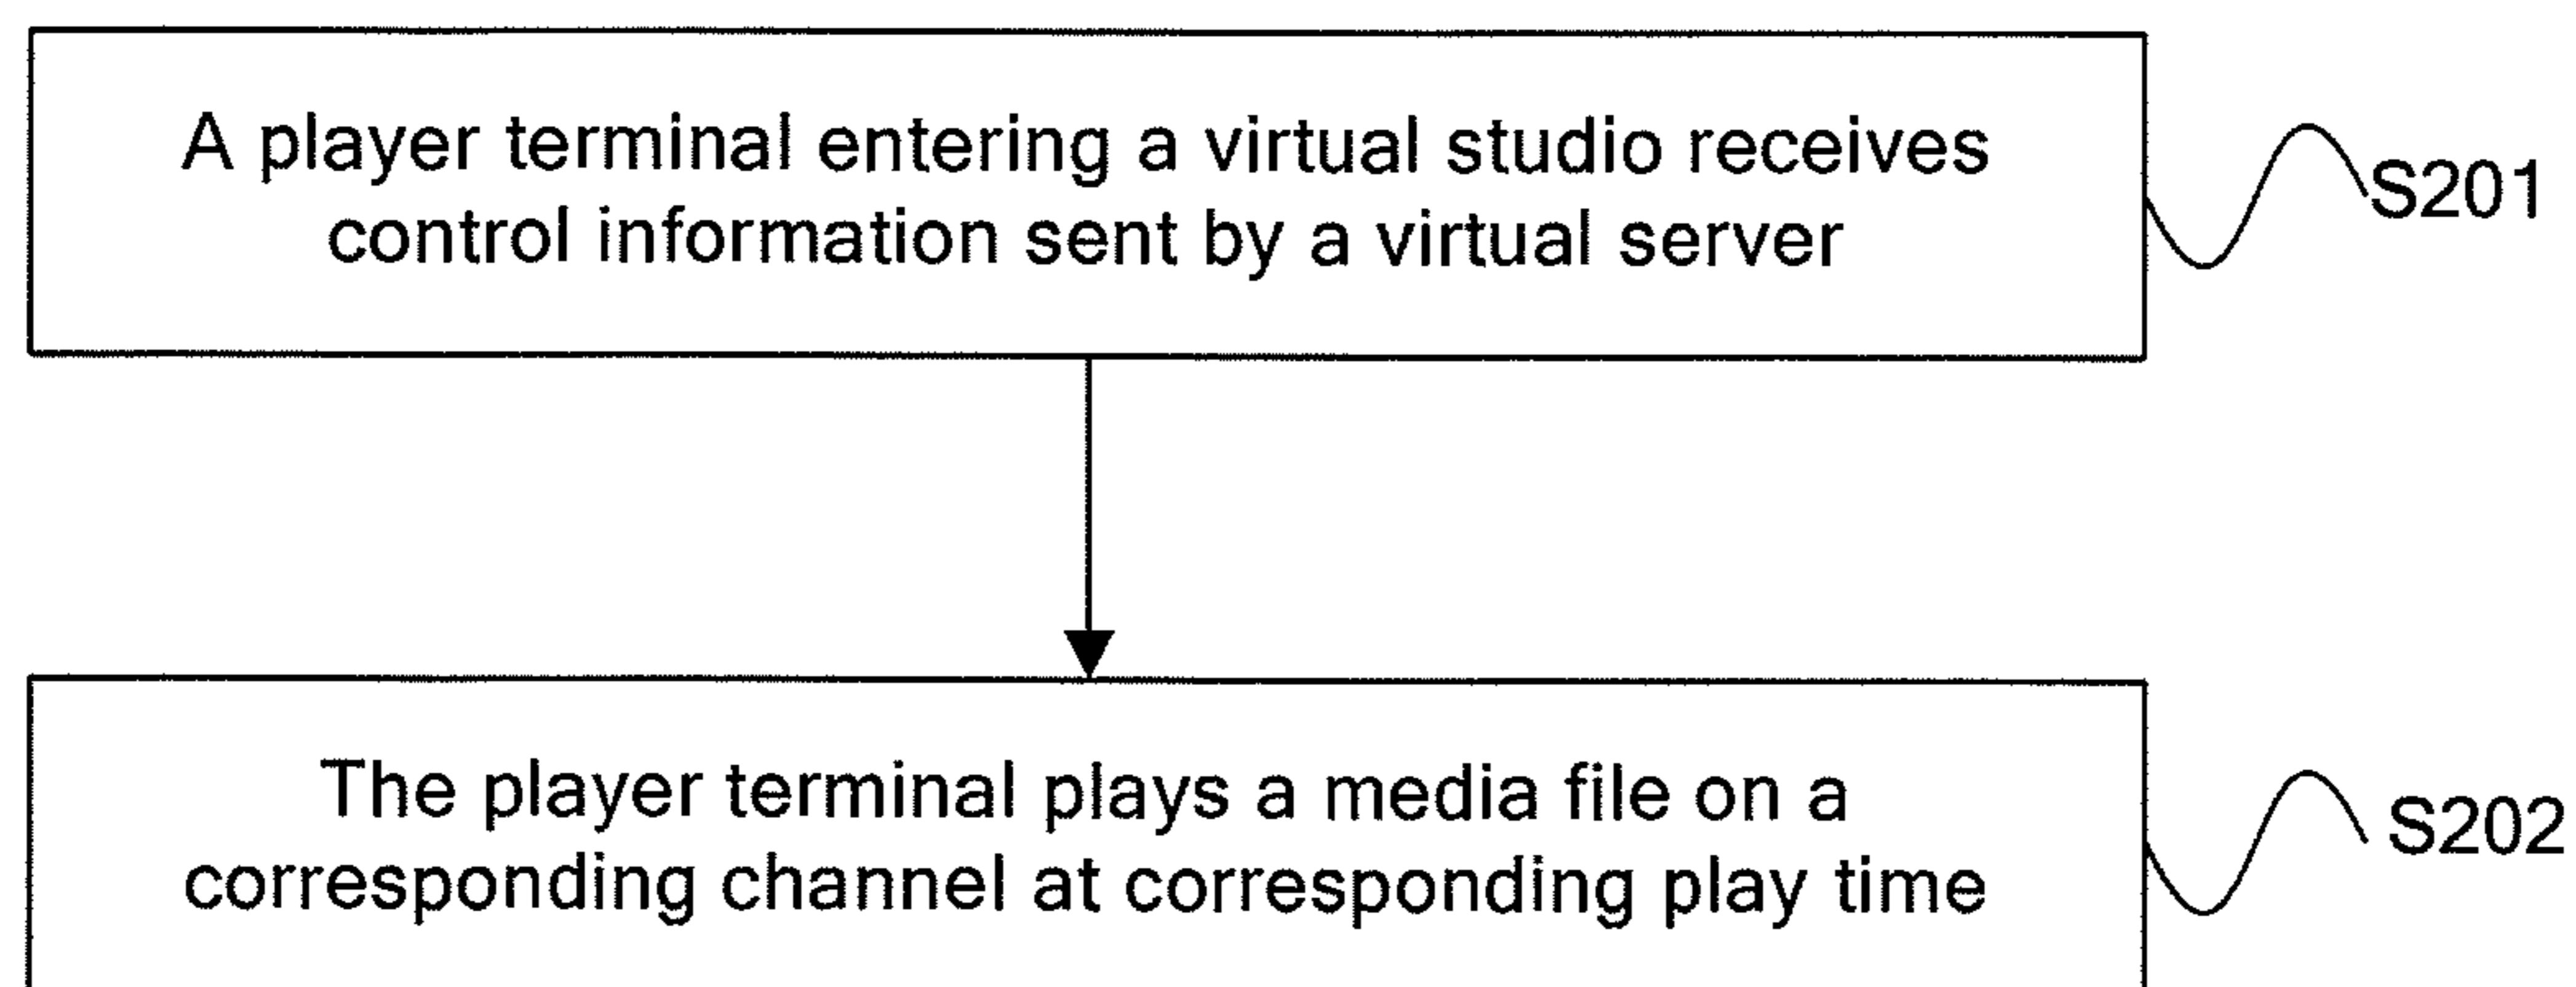 A player terminal entering a virtual studio receives
control information sent by a virtual server
S201
The player terminal plays a media file on a
corresponding channel at corresponding play time
S202